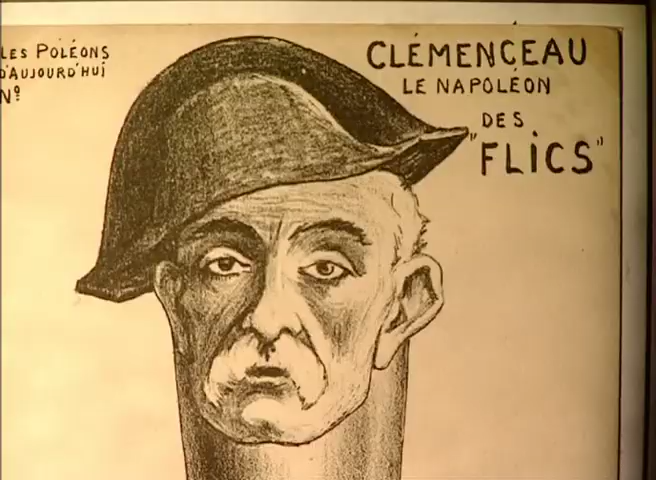 LES POLÉONS
D'AUJOURD'HUI
Nº
CLÉMENCEAU
LE NAPOLÉON
DES
"FLICS"